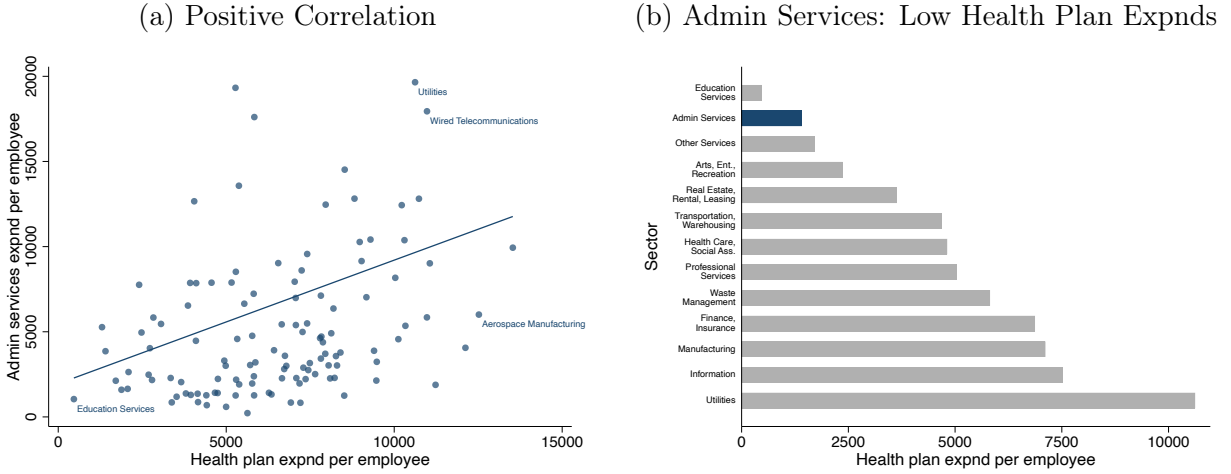 (a) Positive Correlation
Admin services expnd per employee
20000
15000
10000
5000
0
Utilities
Wired Telecommunications
Aerospace Manufacturing
Education Services
0 5000 10000 15000
Health plan expnd per employee
(b) Admin Services: Low Health Plan Expnds
Sector
Education
Services
Admin Services
Other Services
Arts, Ent.,
Recreation
Real Estate,
Rental, Leasing
Transportation,
Warehousing
Health Care,
Social Ass.
Professional
Services
Waste
Management
Finance,
Insurance
Manufacturing
Information
Utilities
0 2500 5000 7500 10000
Health plan expnd per employee